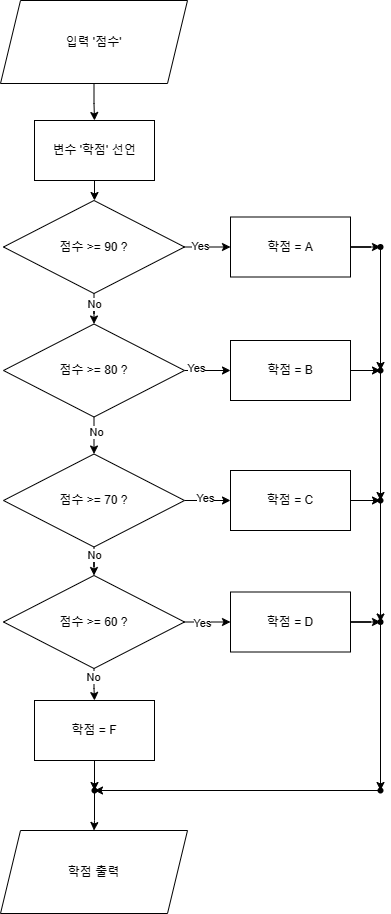 입력 '점수'
변수 '학점' 선언
점수 >= 90 ?
Yes
학점 = A
No
점수 >= 80 ?
Yes
학점 = B
No
점수 >= 70 ?
Yes
학점 = C
No
점수 >= 60 ?
Yes
학점 = D
No
학점 = F
학점 출력